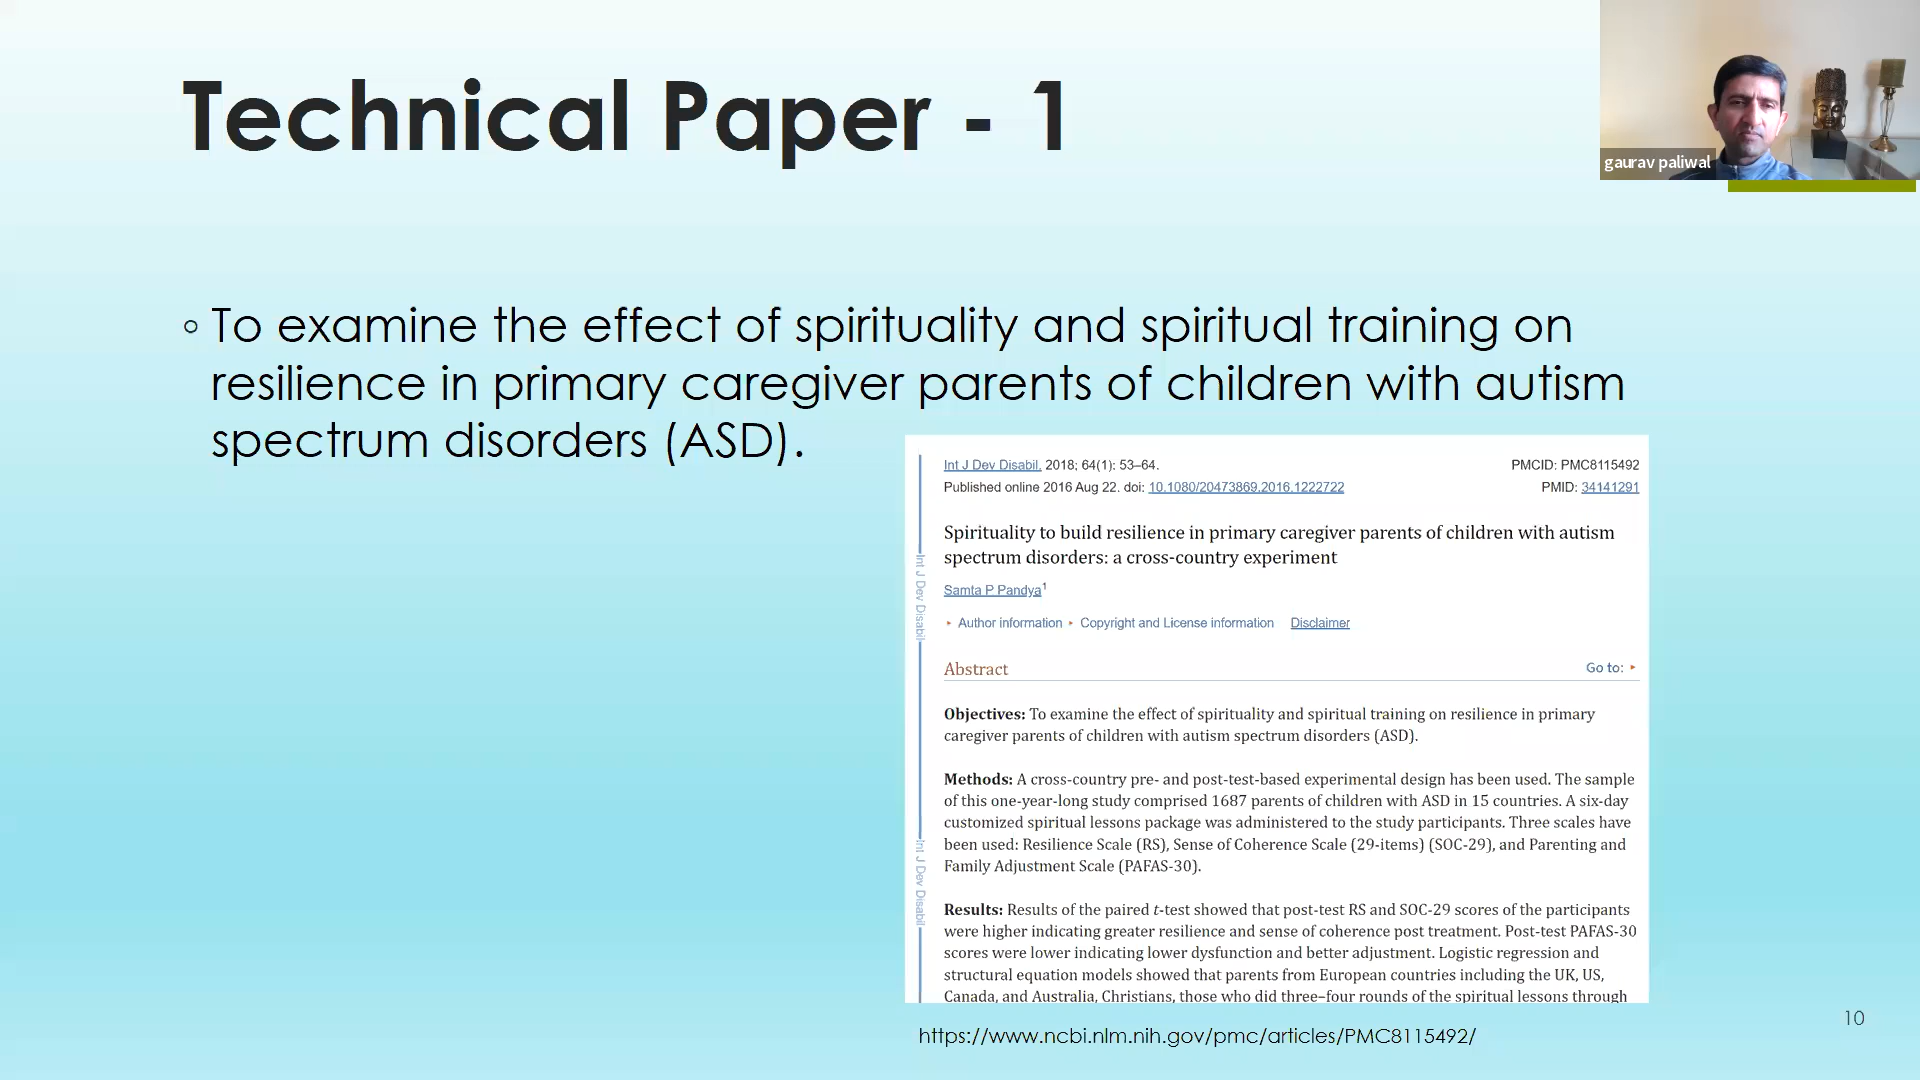 Technical Paper - 1
gaurav paliwal
◦ To examine the effect of spirituality and spiritual training on
resilience in primary caregiver parents of children with autism
spectrum disorders (ASD).
Int J Dev Disabil. 2018; 64(1): 53–64.
PMCID: PMC8115492
Published online 2016 Aug 22. doi: 10.1080/20473869.2016.1222722
PMID: 34141291
Spirituality to build resilience in primary caregiver parents of children with autism
spectrum disorders: a cross-country experiment
Samta P Pandya1
▸ Author information ▸ Copyright and License information Disclaimer
Abstract
Go to: ▸
Objectives: To examine the effect of spirituality and spiritual training on resilience in primary
caregiver parents of children with autism spectrum disorders (ASD).
Methods: A cross-country pre- and post-test-based experimental design has been used. The sample
of this one-year-long study comprised 1687 parents of children with ASD in 15 countries. A six-day
customized spiritual lessons package was administered to the study participants. Three scales have
been used: Resilience Scale (RS), Sense of Coherence Scale (29-items) (SOC-29), and Parenting and
Family Adjustment Scale (PAFAS-30).
Results: Results of the paired t-test showed that post-test RS and SOC-29 scores of the participants
were higher indicating greater resilience and sense of coherence post treatment. Post-test PAFAS-30
scores were lower indicating lower dysfunction and better adjustment. Logistic regression and
structural equation models showed that parents from European countries including the UK, US,
Canada, and Australia, Christians, those who did three–four rounds of the spiritual lessons through
Int J Dev Disabil
Int J Dev Disabil
https://www.ncbi.nlm.nih.gov/pmc/articles/PMC8115492/
10